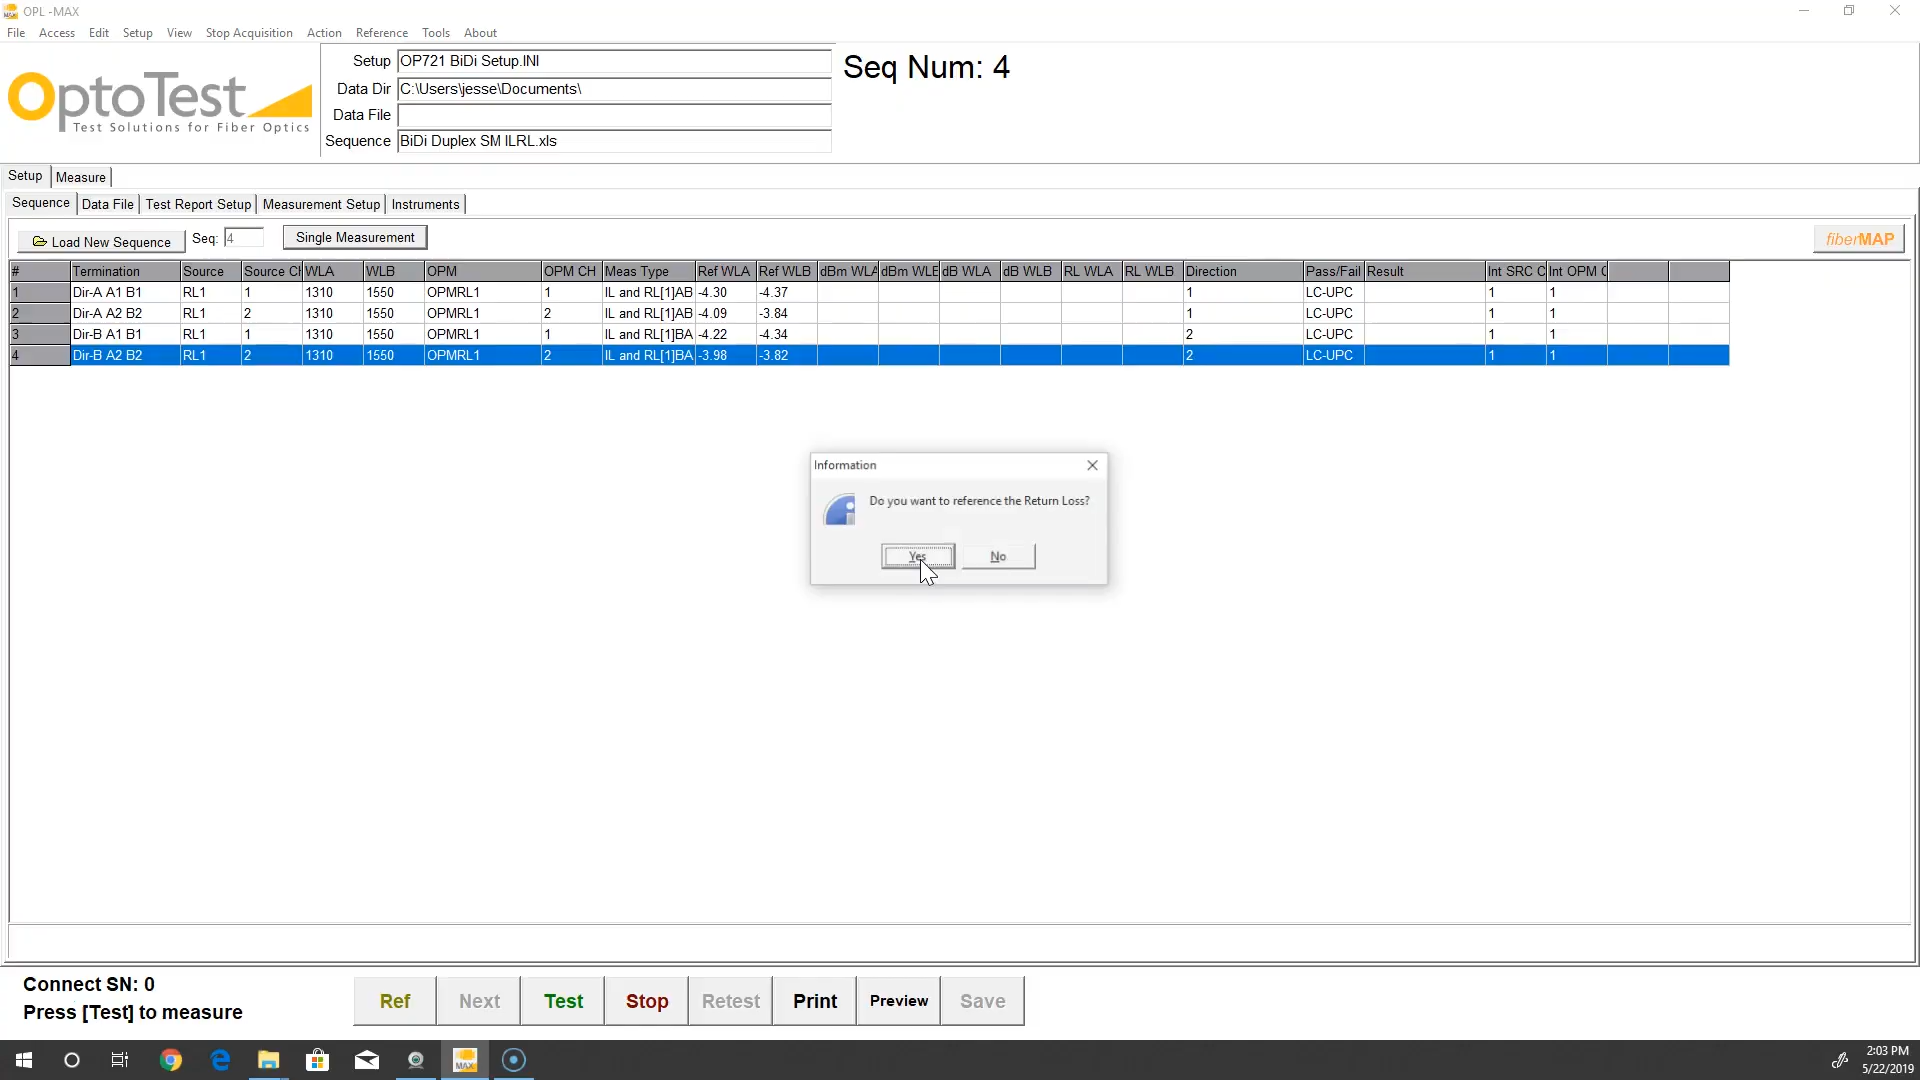 OPL -MAX
File Access Edit Setup View Stop Acquisition Action Reference Tools About
OptoTest
Test Solutions for Fiber Optics
Setup OP721 BiDi Setup.INI
Data Dir C:\Users\jesse\Documents\
Data File
Sequence BiDi Duplex SM ILRL.xls
Seq Num: 4
Setup Measure
Sequence Data File Test Report Setup Measurement Setup Instruments
Load New Sequence Seq: 4 Single Measurement fiberMAP
# Termination Source Source CH WLA WLB OPM OPM CH Meas Type Ref WLA Ref WLB dBm WLA dBm WLB dB WLA dB WLB RL WLA RL WLB Direction Pass/Fail Result Int SRC C Int OPM C
1 Dir-A A1 B1 RL1 1 1310 1550 OPMRL1 1 IL and RL[1]AB -4.30 -4.37 1 LC-UPC 1 1
2 Dir-A A2 B2 RL1 2 1310 1550 OPMRL1 2 IL and RL[1]AB -4.09 -3.84 1 LC-UPC 1 1
3 Dir-B A1 B1 RL1 1 1310 1550 OPMRL1 1 IL and RL[1]BA -4.22 -4.34 2 LC-UPC 1 1
4 Dir-B A2 B2 RL1 2 1310 1550 OPMRL1 2 IL and RL[1]BA -3.98 -3.82 2 LC-UPC 1 1
Information
Do you want to reference the Return Loss?
Yes No
Connect SN: 0
Press [Test] to measure
Ref Next Test Stop Retest Print Preview Save
MAX
2:03 PM
5/22/2019